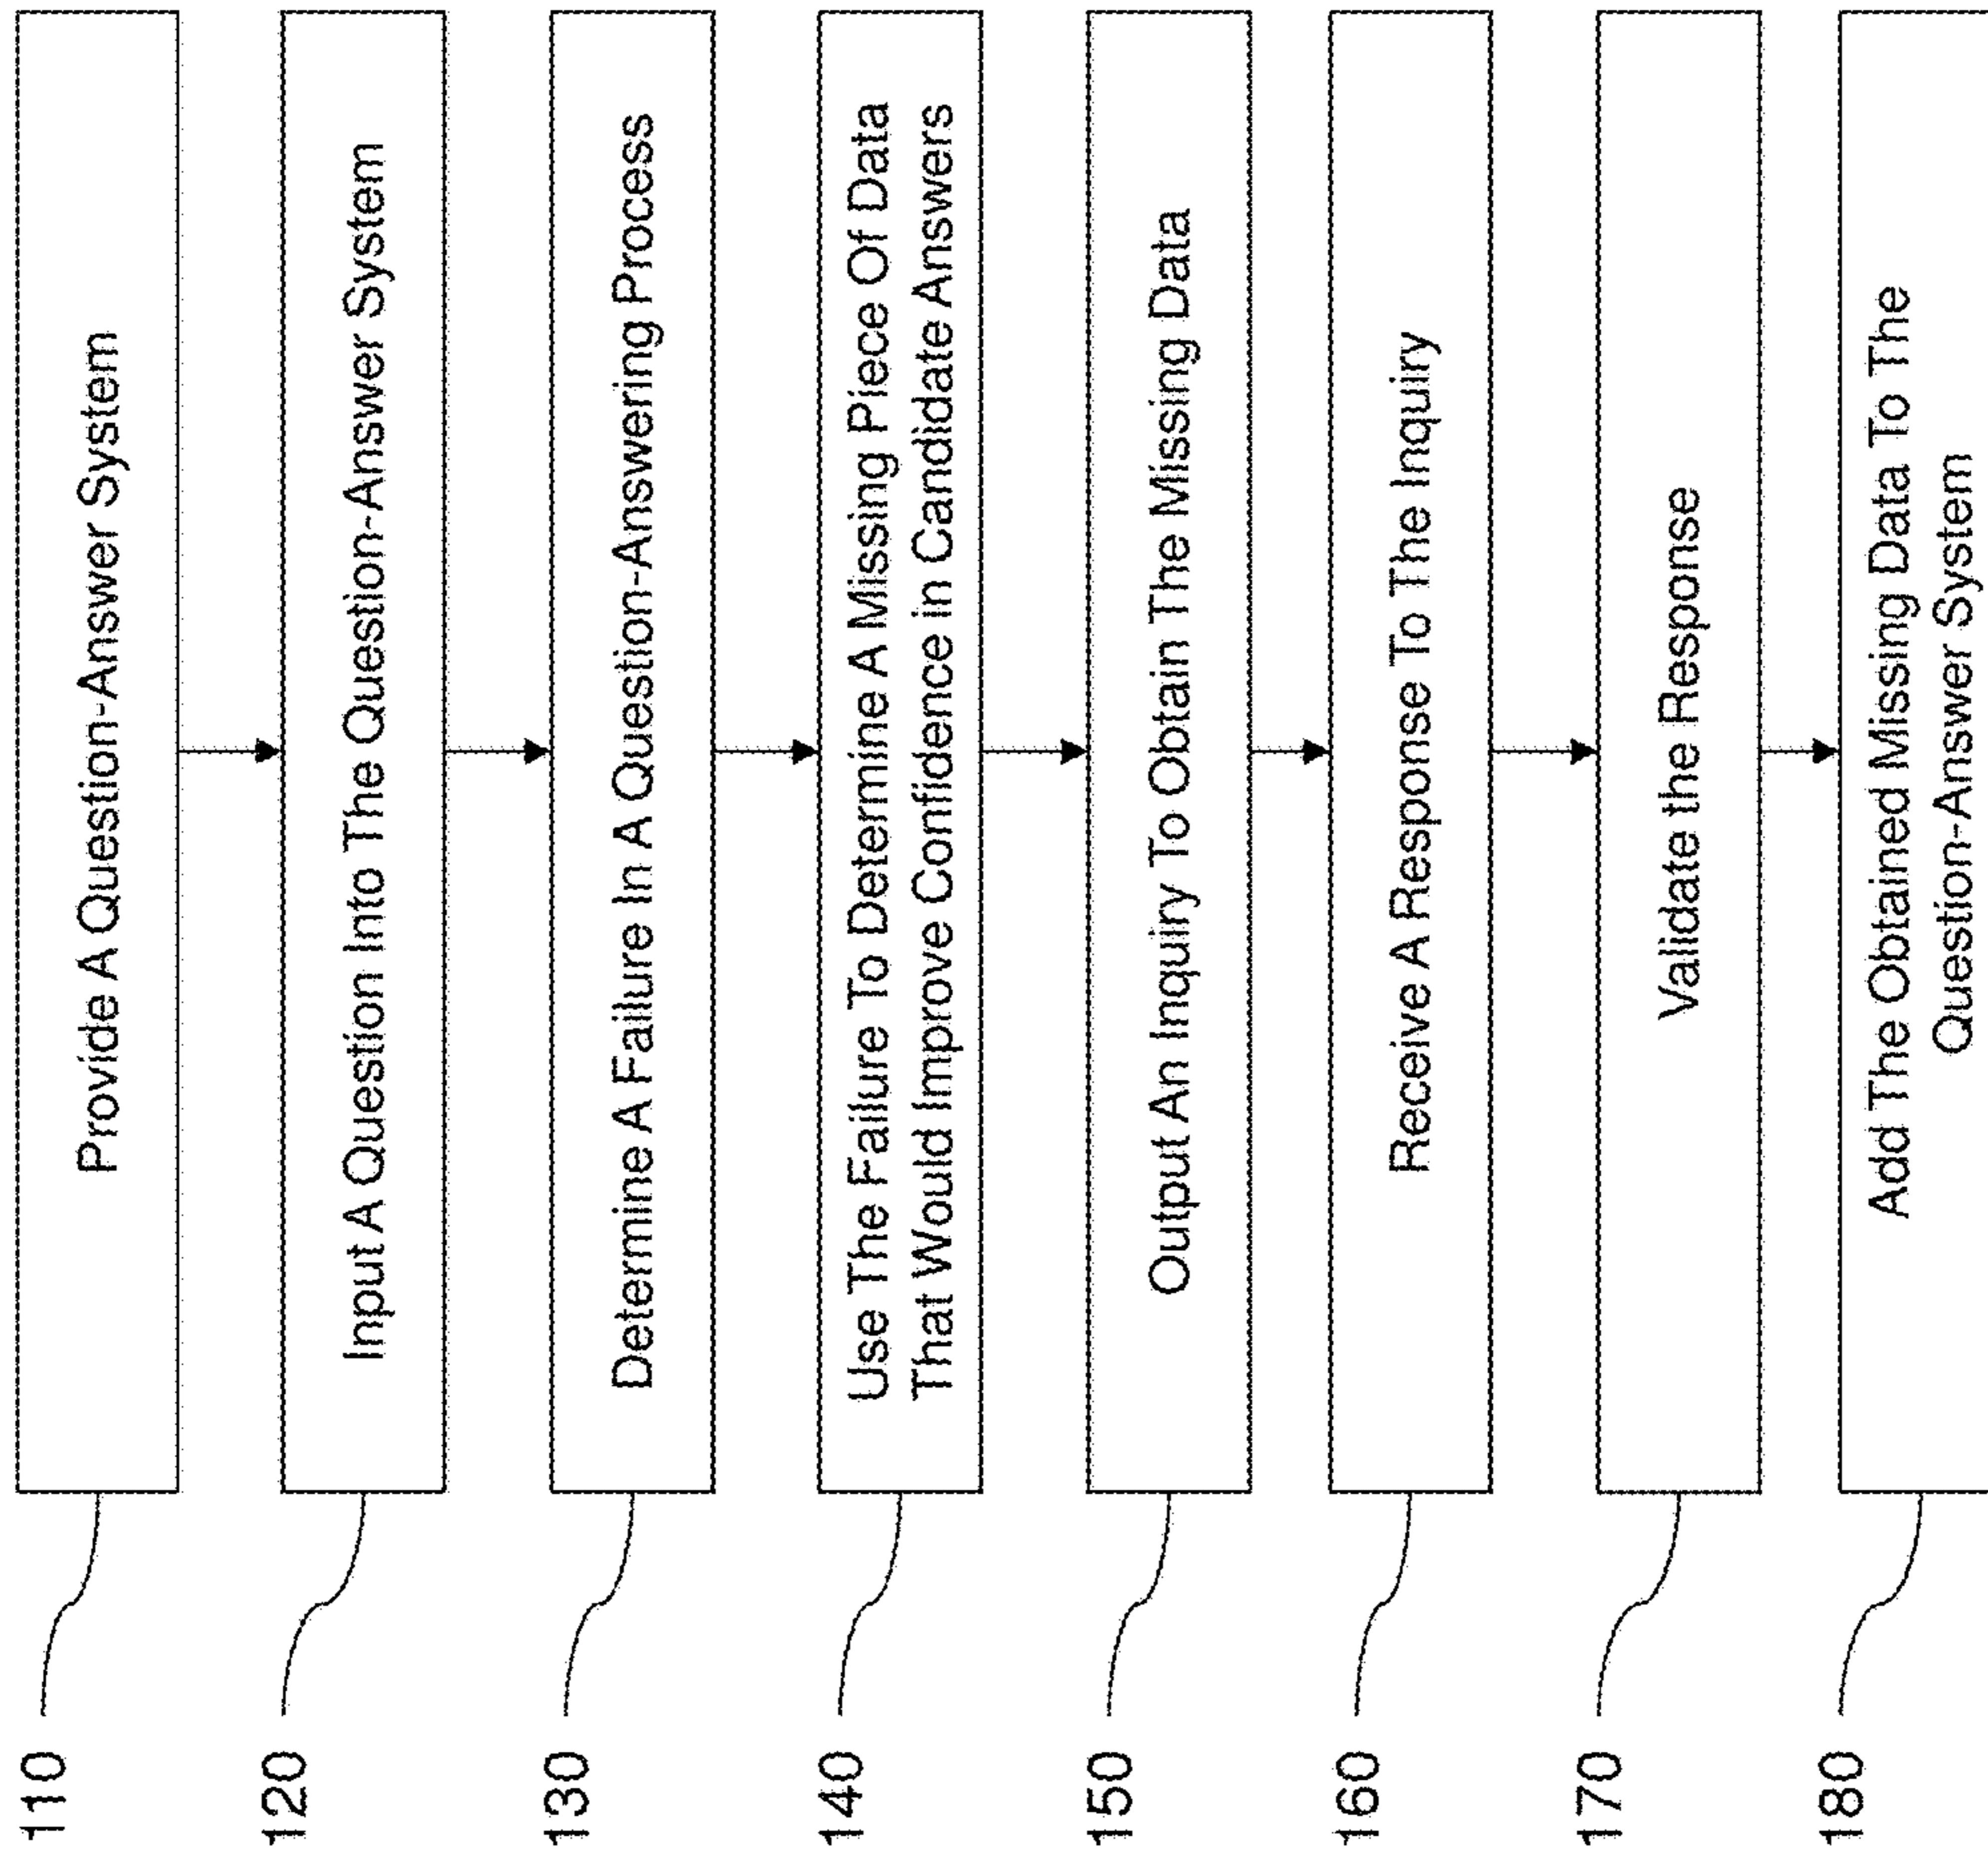 110
Provide A Question-Answer System
120
Input A Question Into The Question-Answer System
130
Determine A Failure In A Question-Answering Process
140
Use The Failure To Determine A Missing Piece Of Data
That Would Improve Confidence in Candidate Answers
150
Output An Inquiry To Obtain The Missing Data
160
Receive A Response To The Inquiry
170
Validate the Response
180
Add The Obtained Missing Data To The
Question-Answer System